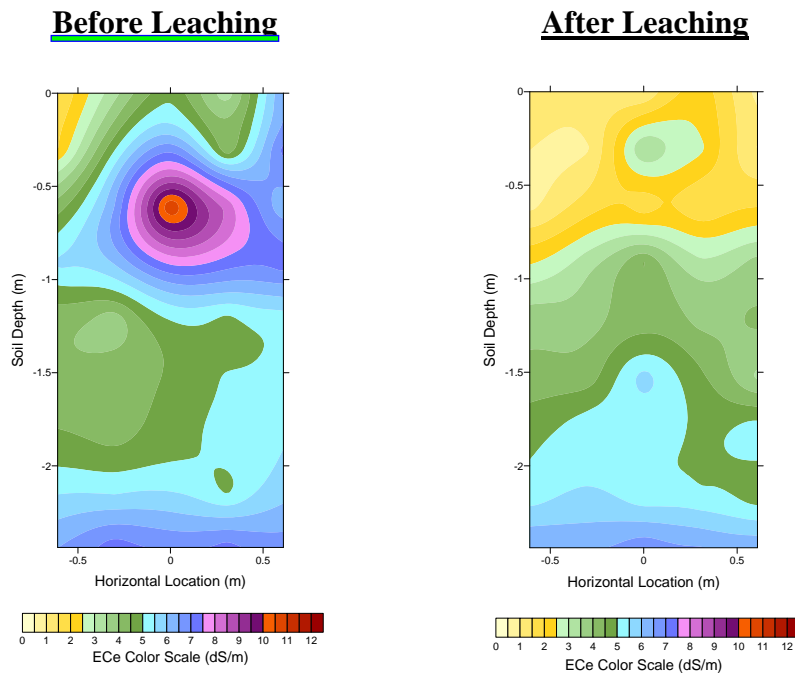 Before Leaching
After Leaching
0
-0.5
-1
-1.5
-2
Soil Depth (m)
-0.5 0 0.5
Horizontal Location (m)
0 1 2 3 4 5 6 7 8 9 10 11 12
ECe Color Scale (dS/m)
0
-0.5
-1
-1.5
-2
Soil Depth (m)
-0.5 0 0.5
Horizontal Location (m)
0 1 2 3 4 5 6 7 8 9 10 11 12
ECe Color Scale (dS/m)